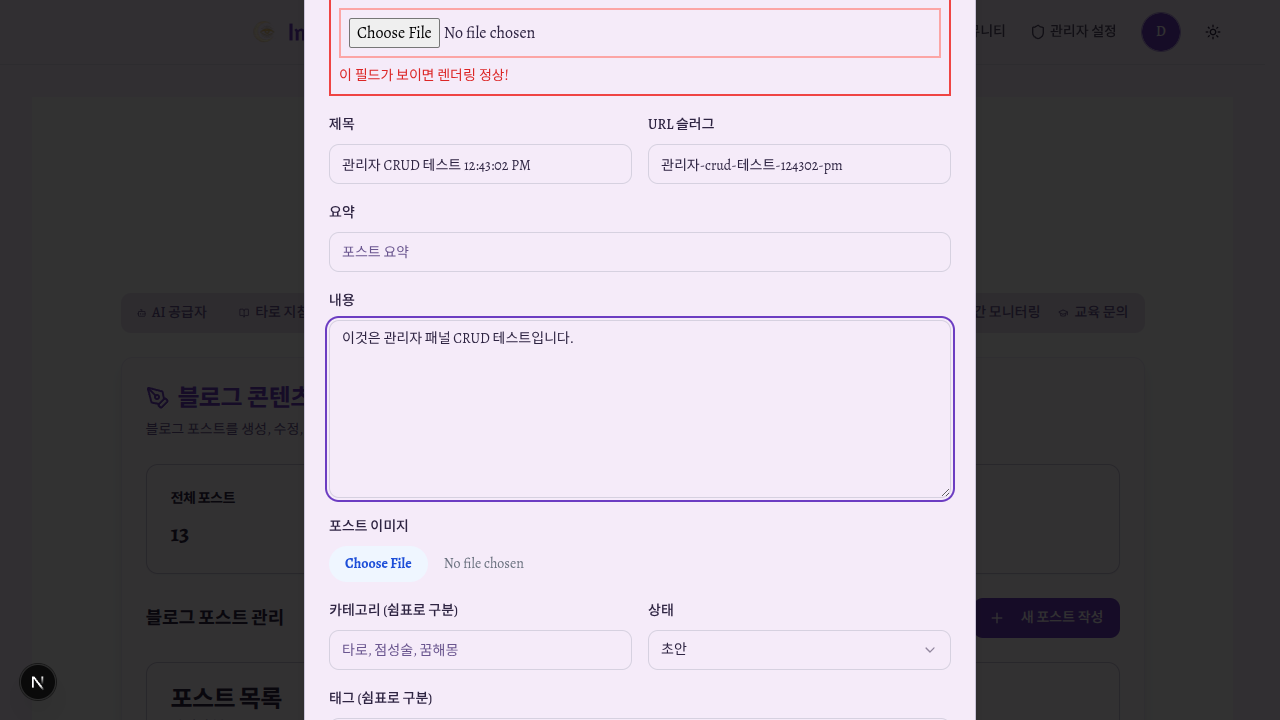 In
뮤니티
관리자 설정
D
Choose File No file chosen
이 필드가 보이면 렌더링 정상!
제목
URL 슬러그
관리자 CRUD 테스트 12:43:02 PM
관리자-crud-테스트-124302-pm
요약
포스트 요약
내용
AI 공급자
타로 지침
간 모니터링
교육 문의
이것은 관리자 패널 CRUD 테스트입니다.
블로그 콘텐츠
블로그 포스트를 생성, 수정,
전체 포스트
13
포스트 이미지
Choose File No file chosen
카테고리 (쉼표로 구분)
상태
블로그 포스트 관리
새 포스트 작성
타로, 점성술, 꿈해몽
초안
포스트 목록
태그 (쉼표로 구분)
N